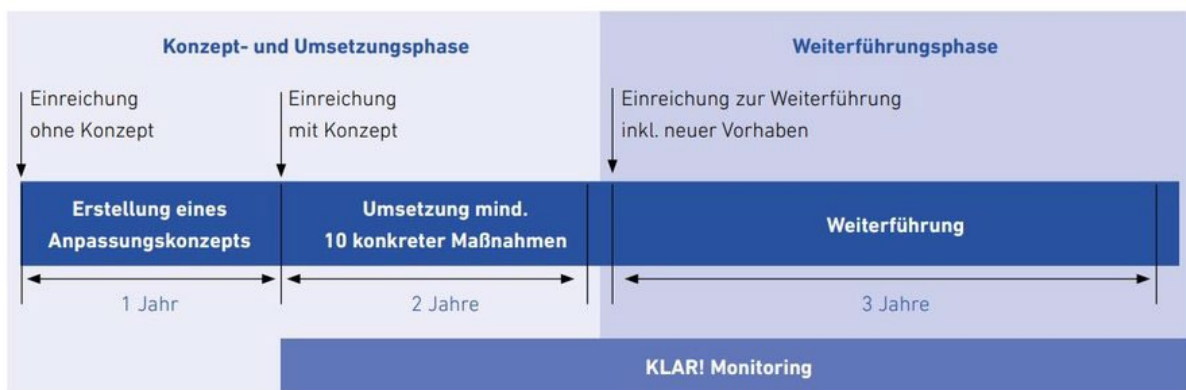 Konzept- und Umsetzungsphase
Weiterführungsphase
Einreichung
ohne Konzept
Einreichung
mit Konzept
Einreichung zur Weiterführung
inkl. neuer Vorhaben
Erstellung eines
Anpassungskonzepts
Umsetzung mind.
10 konkreter Maßnahmen
Weiterführung
1 Jahr
2 Jahre
3 Jahre
KLAR! Monitoring